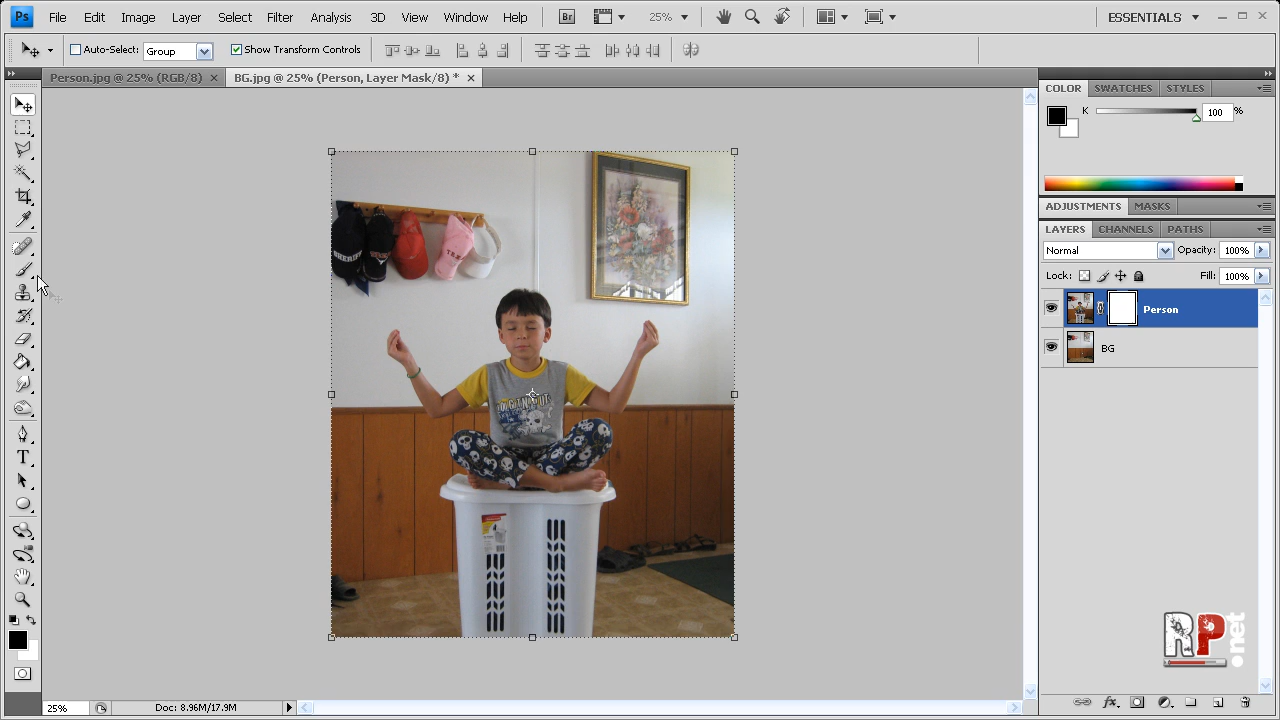 Ps File Edit Image Layer Select Filter Analysis 3D View Window Help Br 25% ESSENTIALS
Auto-Select: Group Show Transform Controls
Person.jpg @ 25% (RGB/8) × BG.jpg @ 25% (Person, Layer Mask/8) * ×
COLOR SWATCHES STYLES
K 100 %
ADJUSTMENTS MASKS
LAYERS CHANNELS PATHS
Normal Opacity: 100%
Lock: Fill: 100%
Person
BG
SHERIFF
T
RP.net
fx
25% Doc: 8.96M/17.9M